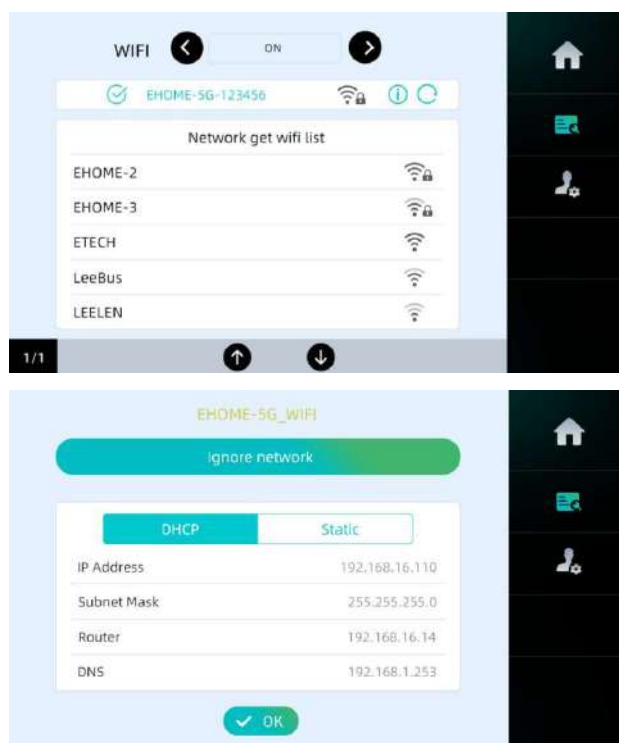 WIFI ON
EHOME-5G-123456
Network get wifi list
EHOME-2
EHOME-3
ETECH
LeeBus
LEELEN
1/1
EHOME-5G_WIFI
Ignore network
DHCP Static
IP Address 192.168.16.110
Subnet Mask 255.255.255.0
Router 192.168.16.14
DNS 192.168.1.253
OK